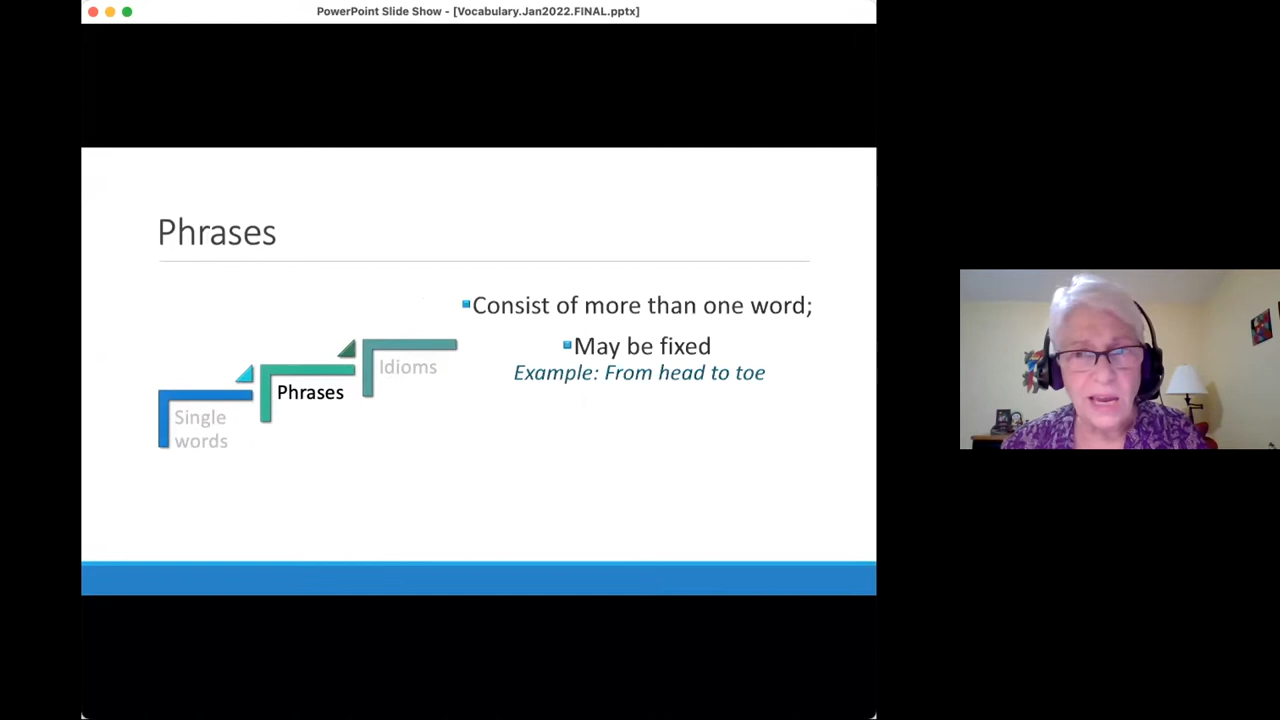 PowerPoint Slide Show - [Vocabulary.Jan2022.FINAL.pptx]
Phrases
Consist of more than one word;
May be fixed
Example: From head to toe
Idioms
Phrases
Single
words